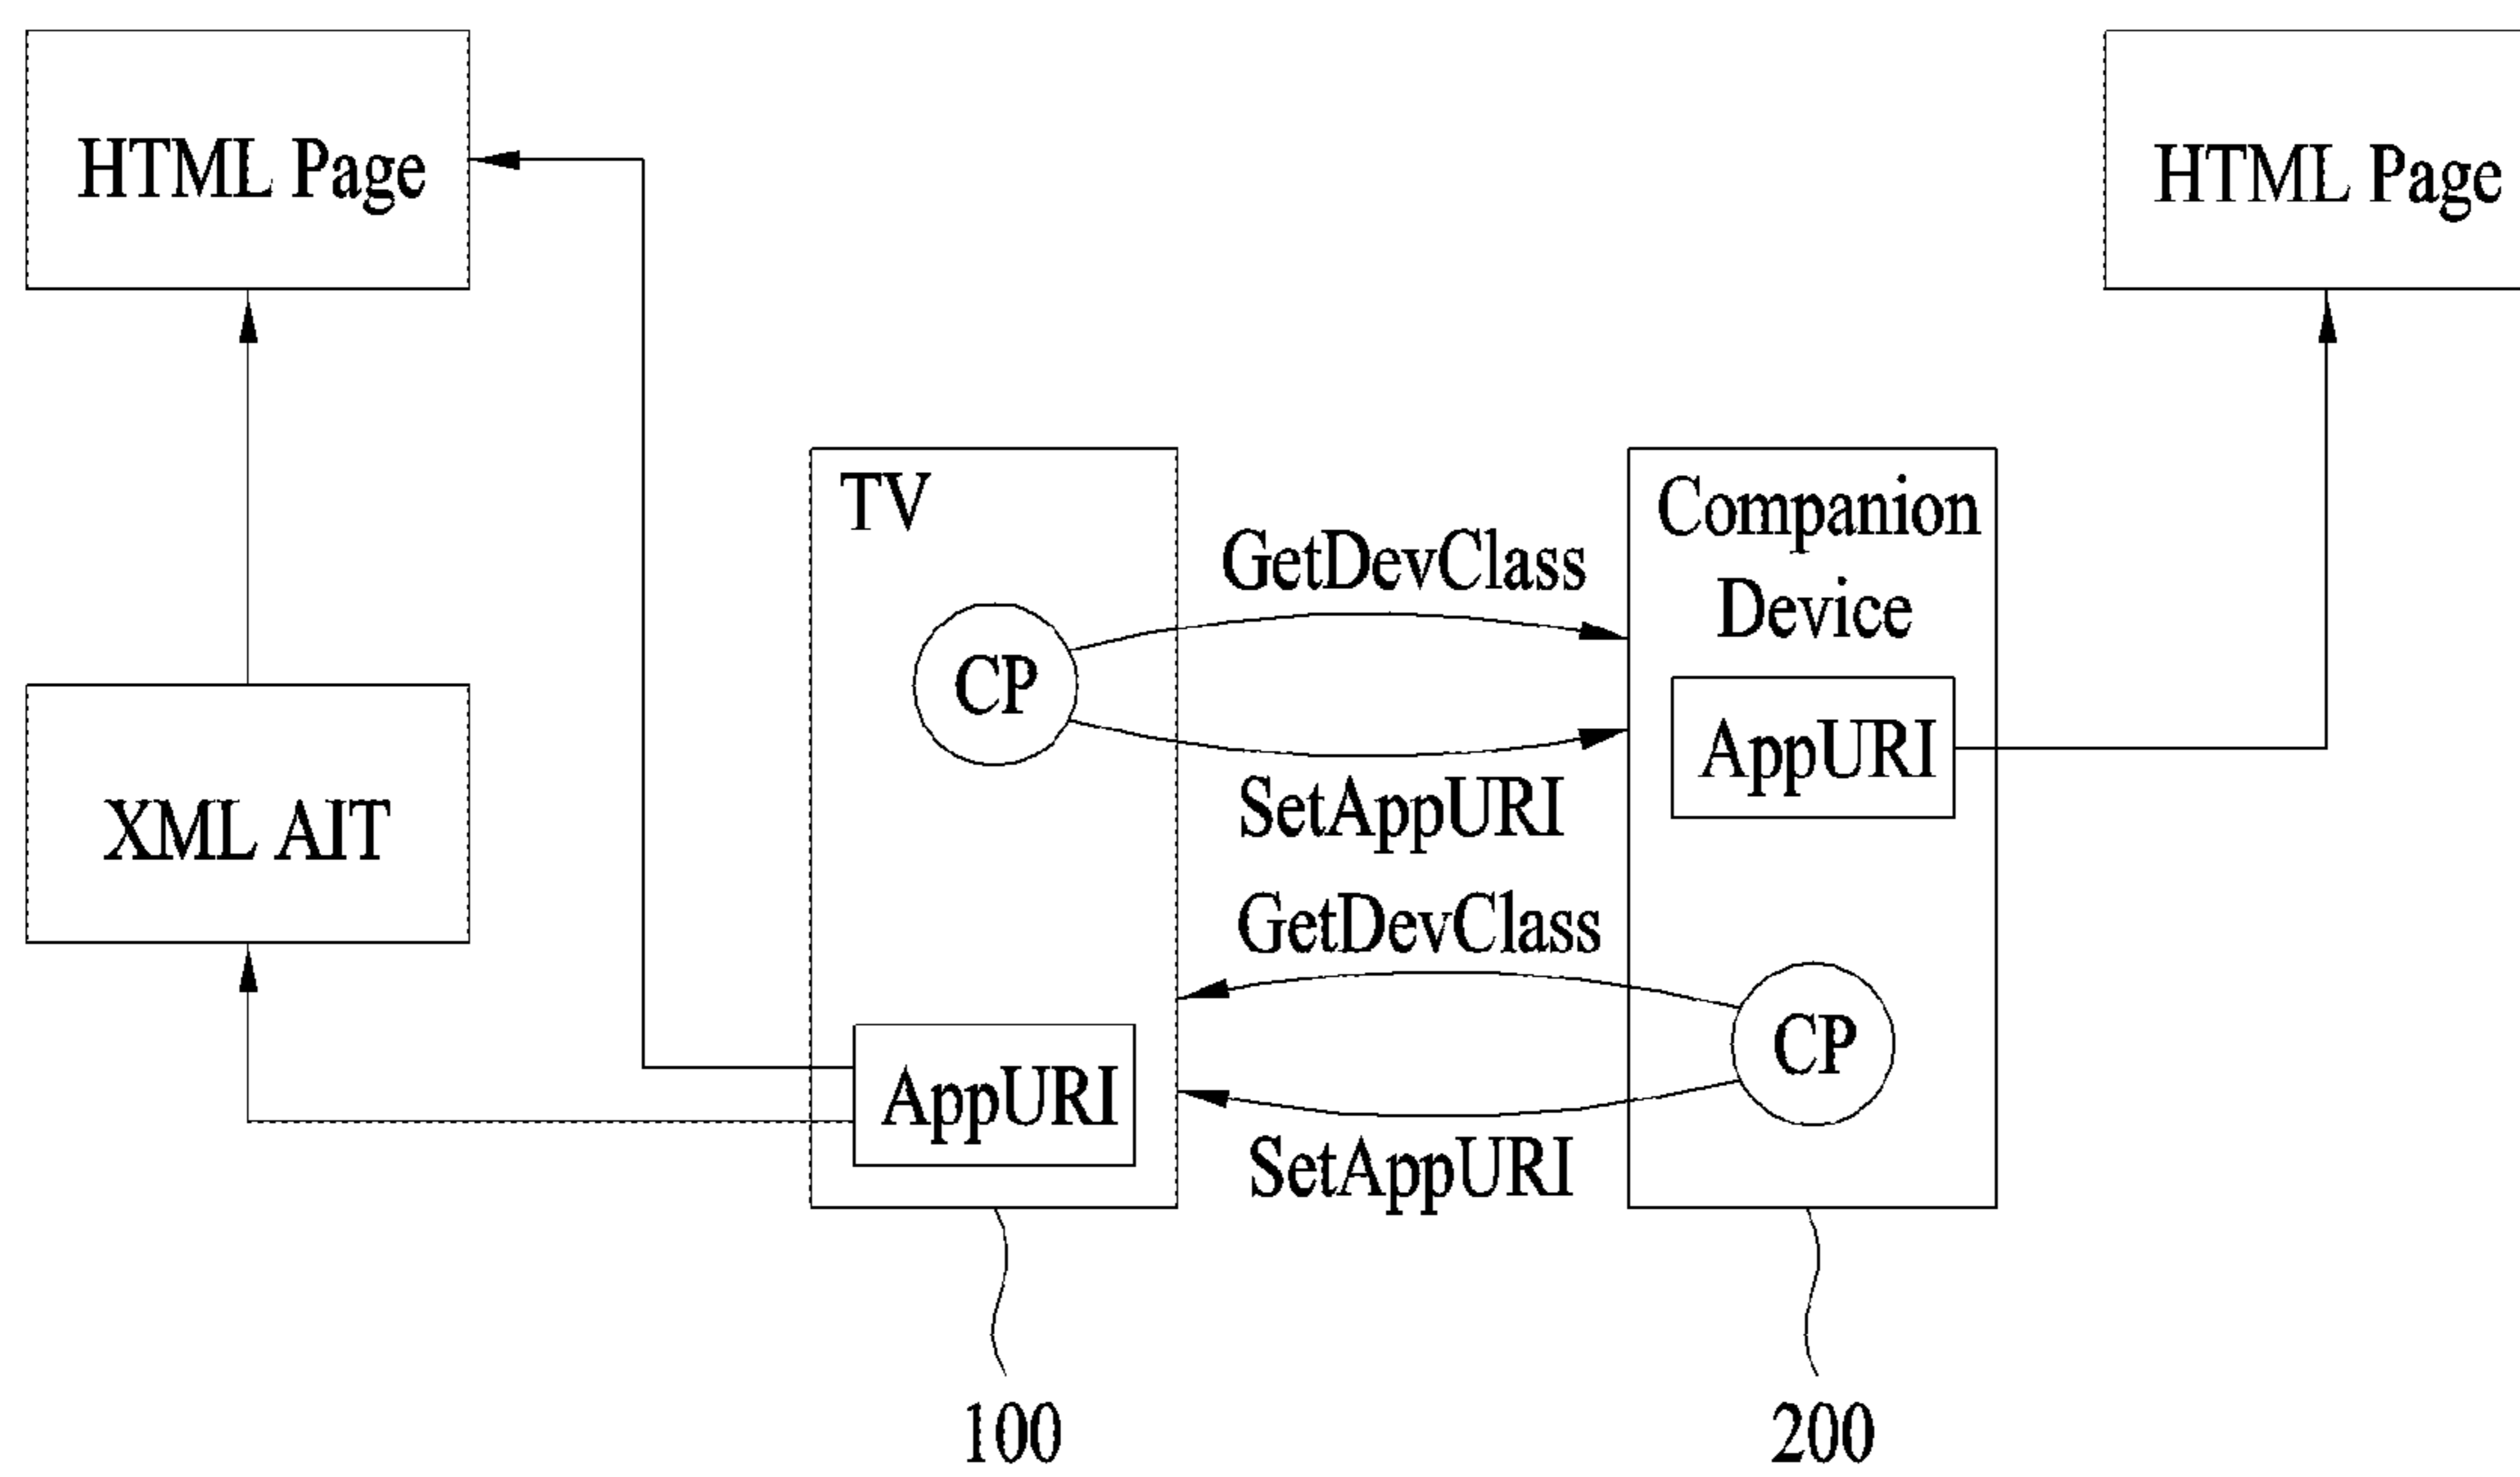 HTML Page
HTML Page
TV
Companion
Device
GetDevClass
CP
AppURI
SetAppURI
XML AIT
GetDevClass
CP
AppURI
SetAppURI
100
200